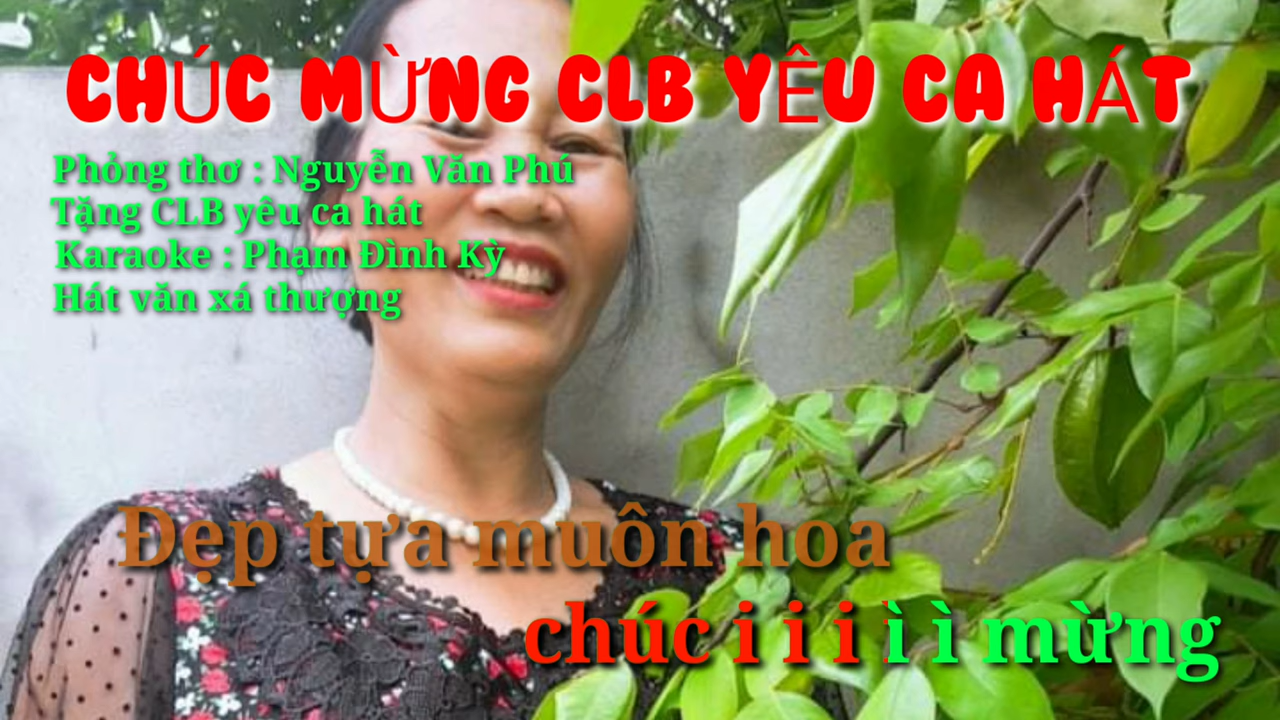 CHÚC MỪNG CLB YÊU CA HÁT
Phỏng thơ : Nguyễn Văn Phú
Tặng CLB yêu ca hát
Karaoke : Phạm Đình Kỳ
Hát văn xá thượng
Đẹp tựa muôn hoa
chúc i i i ì ì mừng